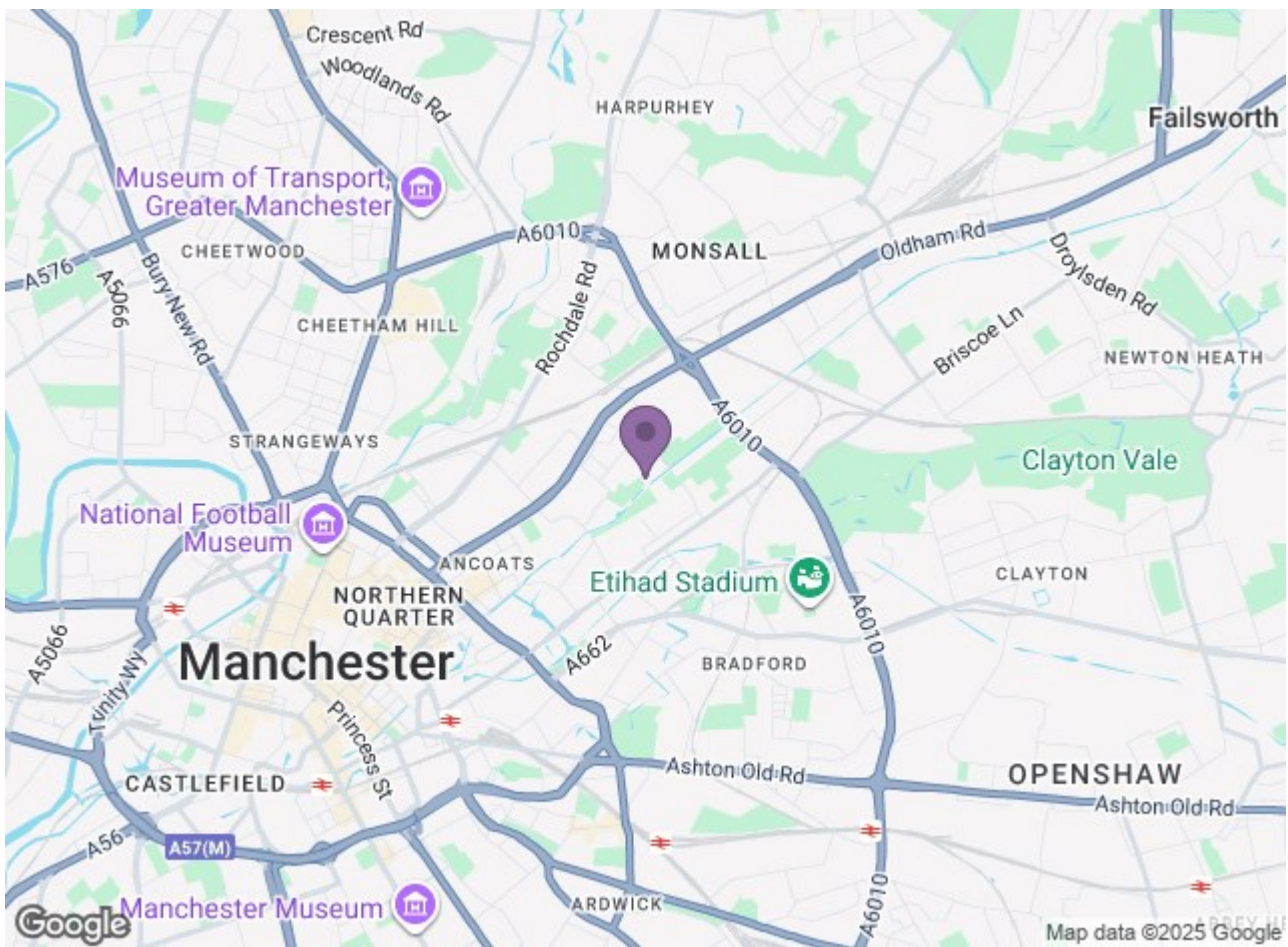 Crescent Rd
Woodlands Rd
HARPURHEY
Failsworth
Museum of Transport,
Greater Manchester
A6010
MONSALL
Oldham Rd
Droylsden Rd
CHEETWOOD
A576
A5066
Bury New Rd
Rochdale Rd
CHEETHAM HILL
Briscoe Ln
NEWTON HEATH
A6010
STRANGEWAYS
Clayton Vale
National Football
Museum
ANCOATS
Etihad Stadium
CLAYTON
NORTHERN
QUARTER
A6010
A5066
Manchester
A662
BRADFORD
Trinity Wy
Princess St
CASTLEFIELD
Ashton Old Rd
OPENSHAW
Ashton Old Rd
A56
A57(M)
Manchester Museum
ARDWICK
A6010
Google
Map data ©2025 Google